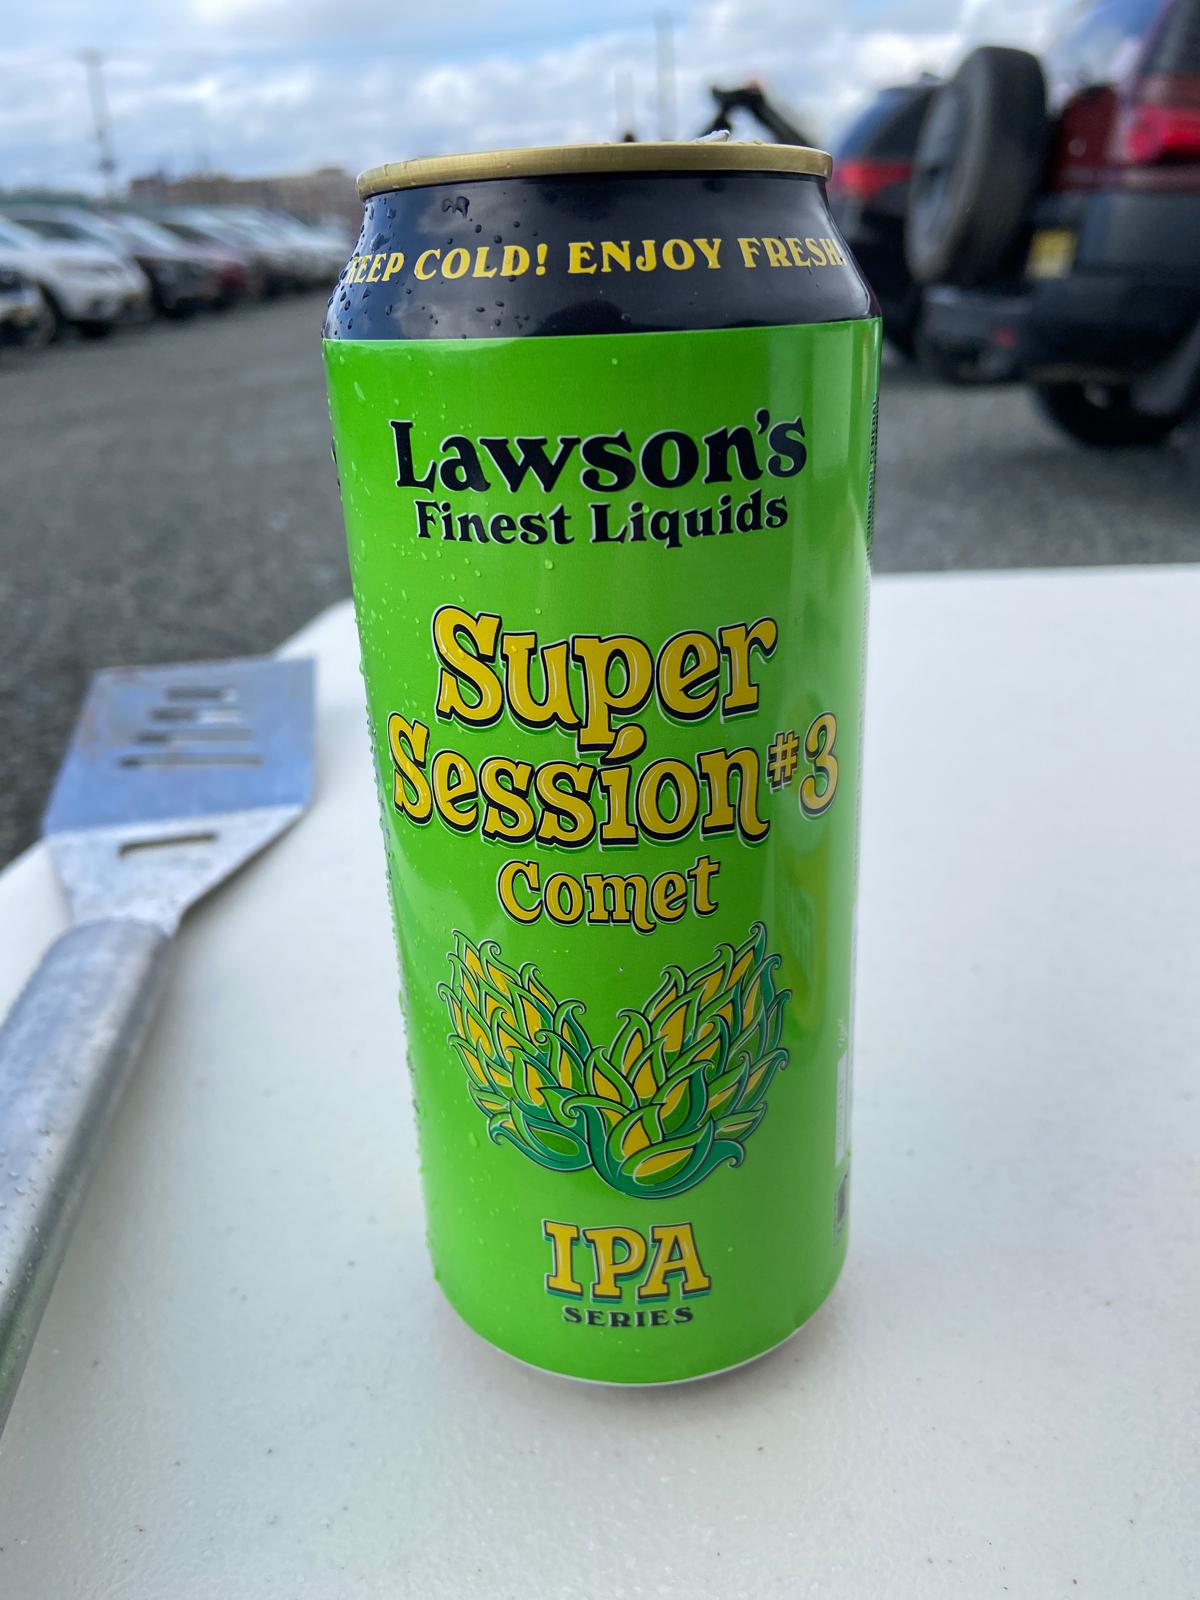 KEEP COLD! ENJOY FRESH!
Lawson's
Finest Liquids
Super
Session #3
Comet
IPA
SERIES